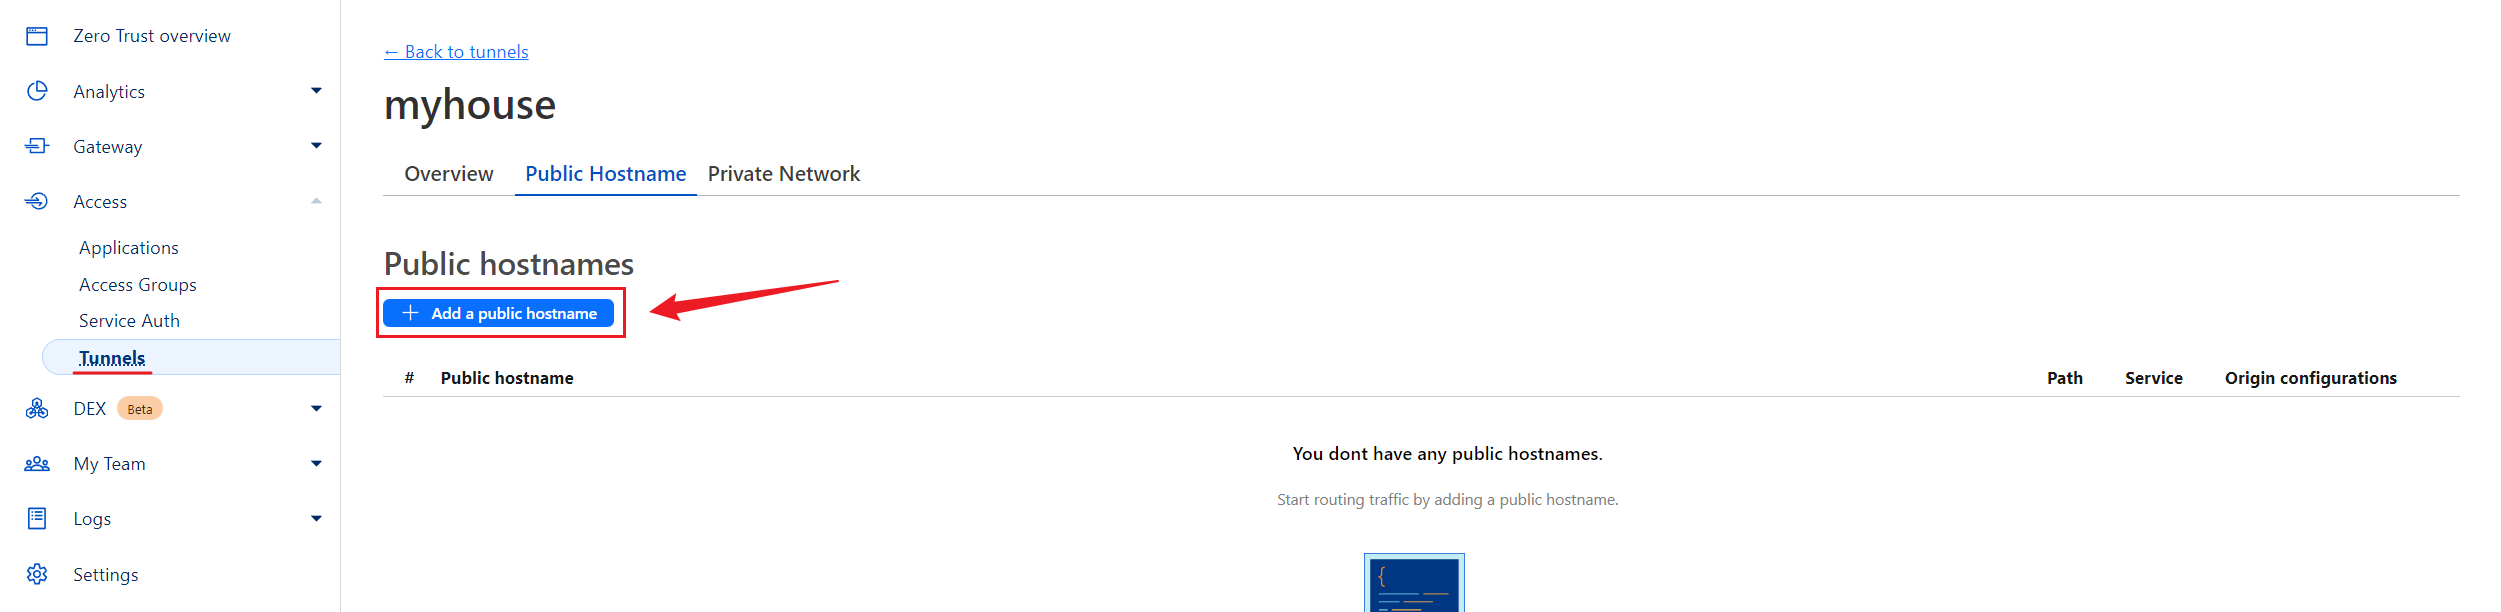 Zero Trust overview
Analytics
Gateway
Access
Applications
Access Groups
Service Auth
Tunnels
DEX Beta
My Team
Logs
Settings
← Back to tunnels
myhouse
Overview Public Hostname Private Network
Public hostnames
+ Add a public hostname
# Public hostname Path Service Origin configurations
You dont have any public hostnames.
Start routing traffic by adding a public hostname.
{